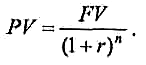 PV = FV / (1 + r)^n .